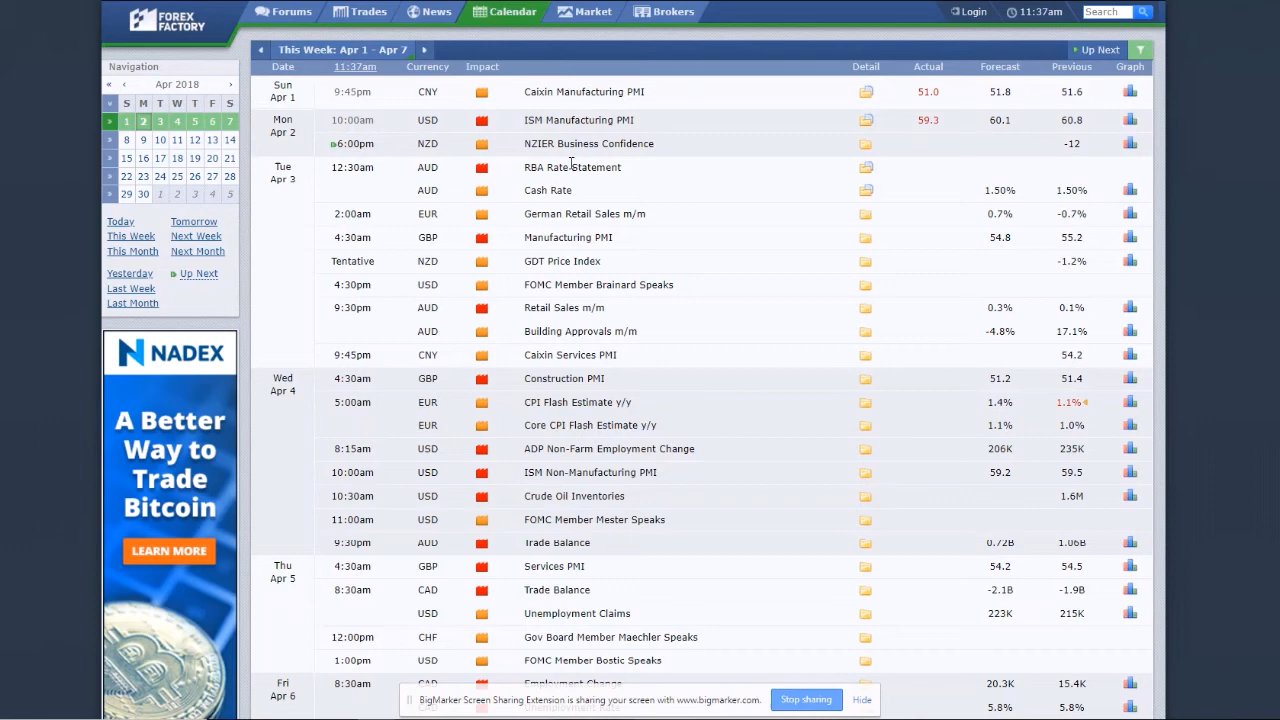 FOREX FACTORY
Forums Trades News Calendar Market Brokers Login 11:37am Search
Navigation
« ‹ Apr 2018 ›
S M T W T F S
» 1 2 3 4 5 6 7
» 8 9 10 11 12 13 14
» 15 16 17 18 19 20 21
» 22 23 24 25 26 27 28
» 29 30 1 2 3 4 5
Today Tomorrow
This Week Next Week
This Month Next Month
Yesterday Up Next
Last Week
Last Month
NADEX
A Better
Way to
Trade
Bitcoin
LEARN MORE
This Week: Apr 1 - Apr 7 Up Next
Date 11:37am Currency Impact Detail Actual Forecast Previous Graph
Sun Apr 1 9:45pm CNY Caixin Manufacturing PMI 51.0 51.8 51.6
Mon Apr 2 10:00am USD ISM Manufacturing PMI 59.3 60.1 60.8
6:00pm NZD NZIER Business Confidence -12
Tue Apr 3 12:30am AUD RBA Rate Statement
AUD Cash Rate 1.50% 1.50%
2:00am EUR German Retail Sales m/m 0.7% -0.7%
4:30am GBP Manufacturing PMI 54.8 55.2
Tentative NZD GDT Price Index -1.2%
4:30pm USD FOMC Member Brainard Speaks
9:30pm AUD Retail Sales m/m 0.3% 0.1%
AUD Building Approvals m/m -4.8% 17.1%
9:45pm CNY Caixin Services PMI 54.2
Wed Apr 4 4:30am GBP Construction PMI 51.2 51.4
5:00am EUR CPI Flash Estimate y/y 1.4% 1.1%
EUR Core CPI Flash Estimate y/y 1.1% 1.0%
8:15am USD ADP Non-Farm Employment Change 206K 235K
10:00am USD ISM Non-Manufacturing PMI 59.2 59.5
10:30am USD Crude Oil Inventories 1.6M
11:00am USD FOMC Member Mester Speaks
9:30pm AUD Trade Balance 0.72B 1.06B
Thu Apr 5 4:30am GBP Services PMI 54.2 54.5
8:30am CAD Trade Balance -2.1B -1.9B
USD Unemployment Claims 223K 215K
12:00pm CHF Gov Board Member Maechler Speaks
1:00pm USD FOMC Member Bostic Speaks
Fri Apr 6 8:30am Employment Change 20.3K 15.4K
5.8% 5.8%
Marker Screen Sharing Extension is sharing your screen with www.bigmarker.com. Stop sharing Hide